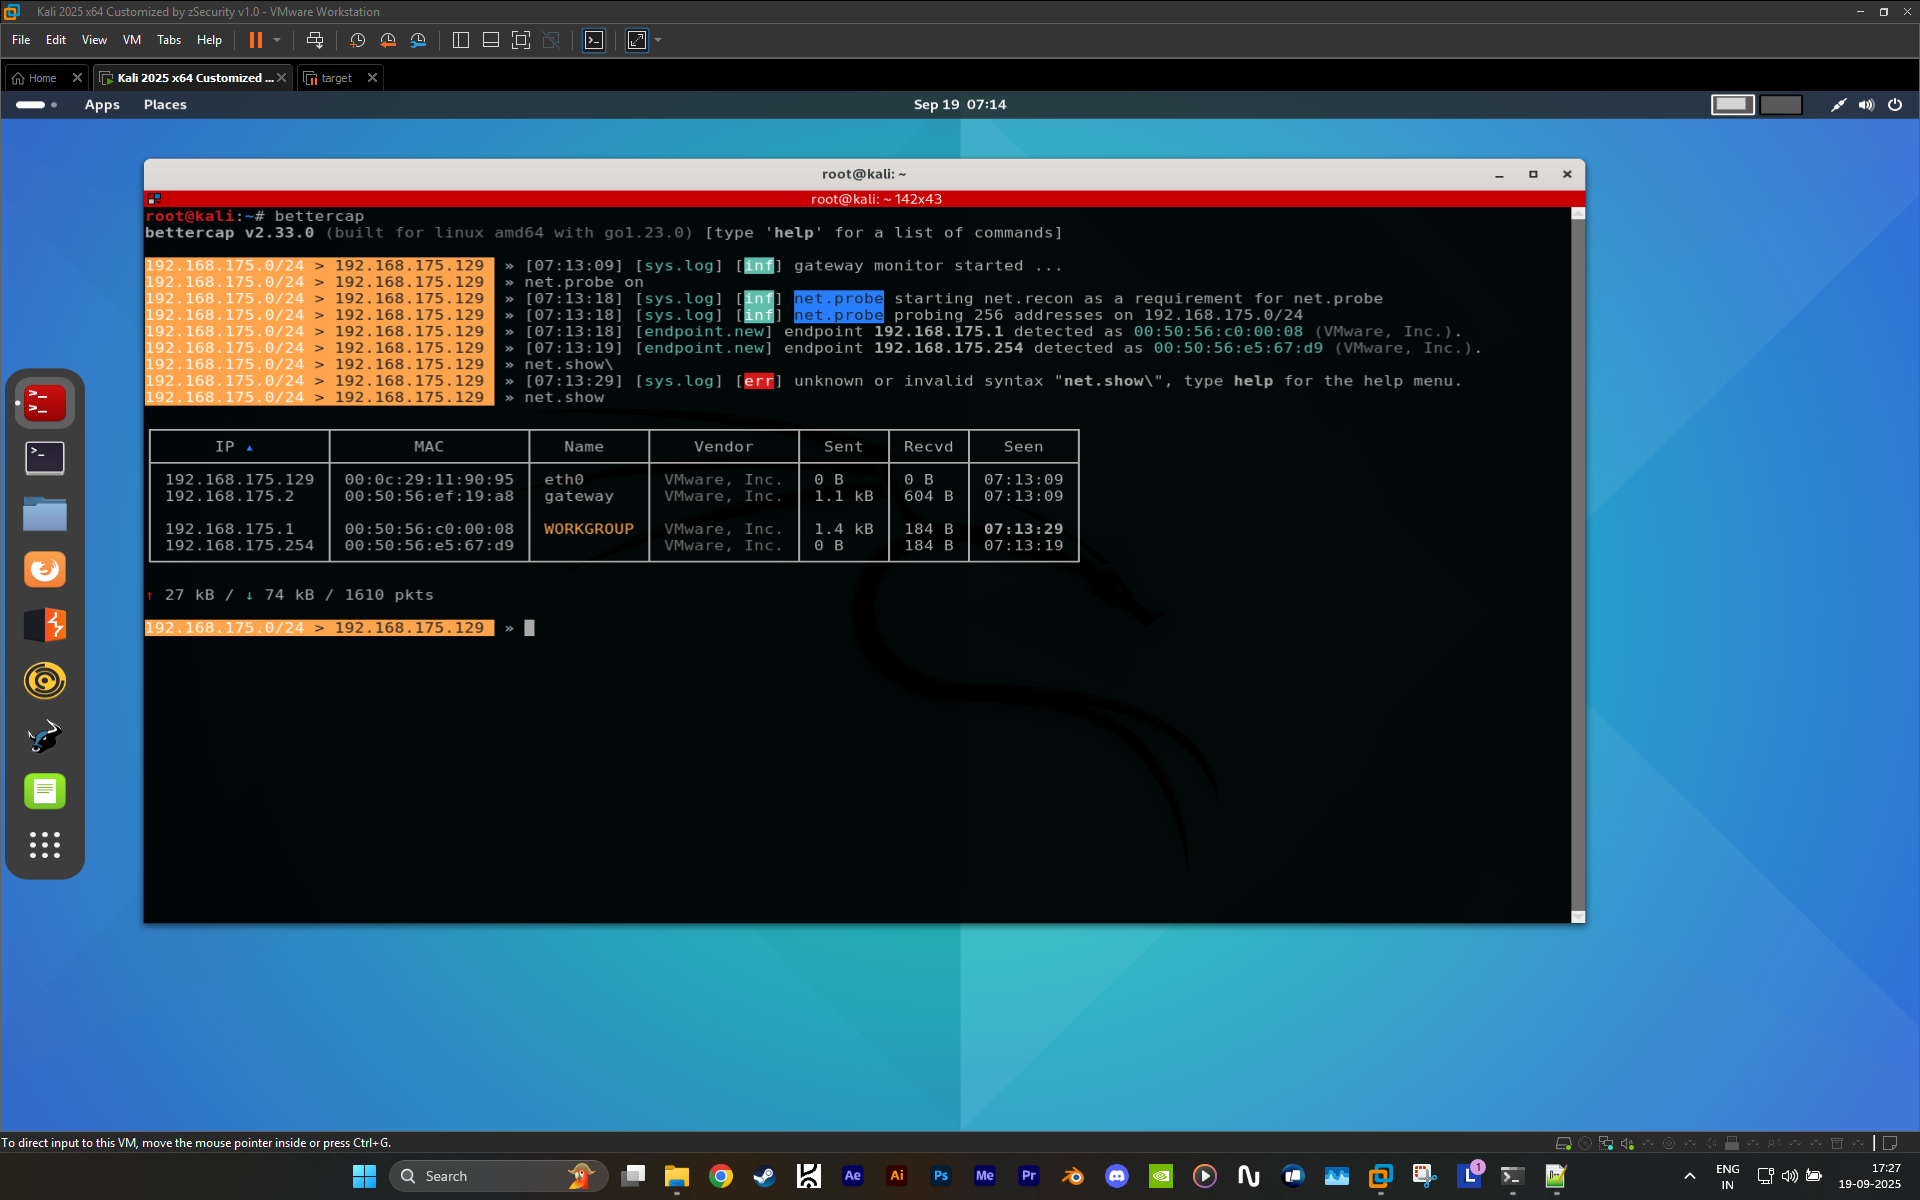 Kali 2025 x64 Customized by zSecurity v1.0 - VMware Workstation
File Edit View VM Tabs Help
Home Kali 2025 x64 Customized ... target
Apps Places Sep 19 07:14
root@kali: ~
root@kali: ~ 142x43
root@kali:~# bettercap
bettercap v2.33.0 (built for linux amd64 with go1.23.0) [type 'help' for a list of commands]
192.168.175.0/24 > 192.168.175.129 » [07:13:09] [sys.log] [inf] gateway monitor started ...
192.168.175.0/24 > 192.168.175.129 » net.probe on
192.168.175.0/24 > 192.168.175.129 » [07:13:18] [sys.log] [inf] net.probe starting net.recon as a requirement for net.probe
192.168.175.0/24 > 192.168.175.129 » [07:13:18] [sys.log] [inf] net.probe probing 256 addresses on 192.168.175.0/24
192.168.175.0/24 > 192.168.175.129 » [07:13:18] [endpoint.new] endpoint 192.168.175.1 detected as 00:50:56:c0:00:08 (VMware, Inc.).
192.168.175.0/24 > 192.168.175.129 » [07:13:19] [endpoint.new] endpoint 192.168.175.254 detected as 00:50:56:e5:67:d9 (VMware, Inc.).
192.168.175.0/24 > 192.168.175.129 » net.show\
192.168.175.0/24 > 192.168.175.129 » [07:13:29] [sys.log] [err] unknown or invalid syntax "net.show\", type help for the help menu.
192.168.175.0/24 > 192.168.175.129 » net.show
IP ▲ MAC Name Vendor Sent Recvd Seen
192.168.175.129 00:0c:29:11:90:95 eth0 VMware, Inc. 0 B 0 B 07:13:09
192.168.175.2 00:50:56:ef:19:a8 gateway VMware, Inc. 1.1 kB 604 B 07:13:09
192.168.175.1 00:50:56:c0:00:08 WORKGROUP VMware, Inc. 1.4 kB 184 B 07:13:29
192.168.175.254 00:50:56:e5:67:d9 VMware, Inc. 0 B 184 B 07:13:19
↑ 27 kB / ↓ 74 kB / 1610 pkts
192.168.175.0/24 > 192.168.175.129 »
To direct input to this VM, move the mouse pointer inside or press Ctrl+G.
Search Ae Ai Ps Me Pr L 1
ENG
IN
17:27
19-09-2025